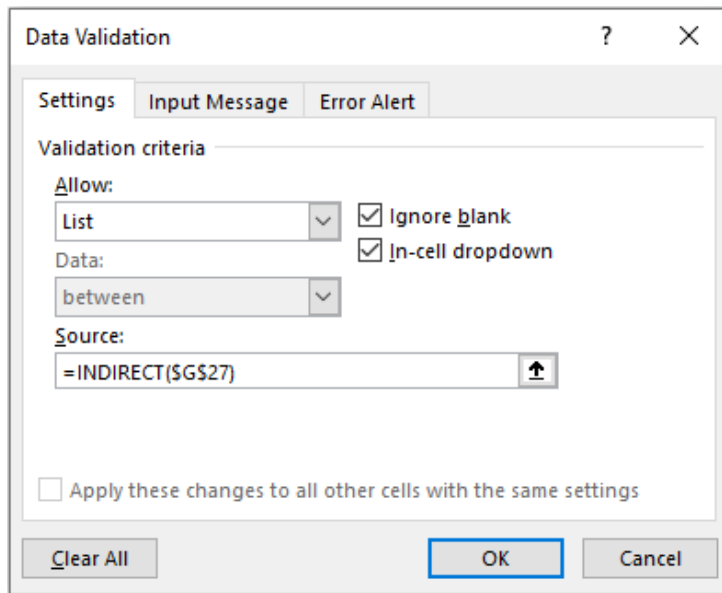 Data Validation ?
Settings Input Message Error Alert
Validation criteria
Allow:
List
Ignore blank
In-cell dropdown
Data:
between
Source:
=INDIRECT($G$27)
Apply these changes to all other cells with the same settings
Clear All OK Cancel